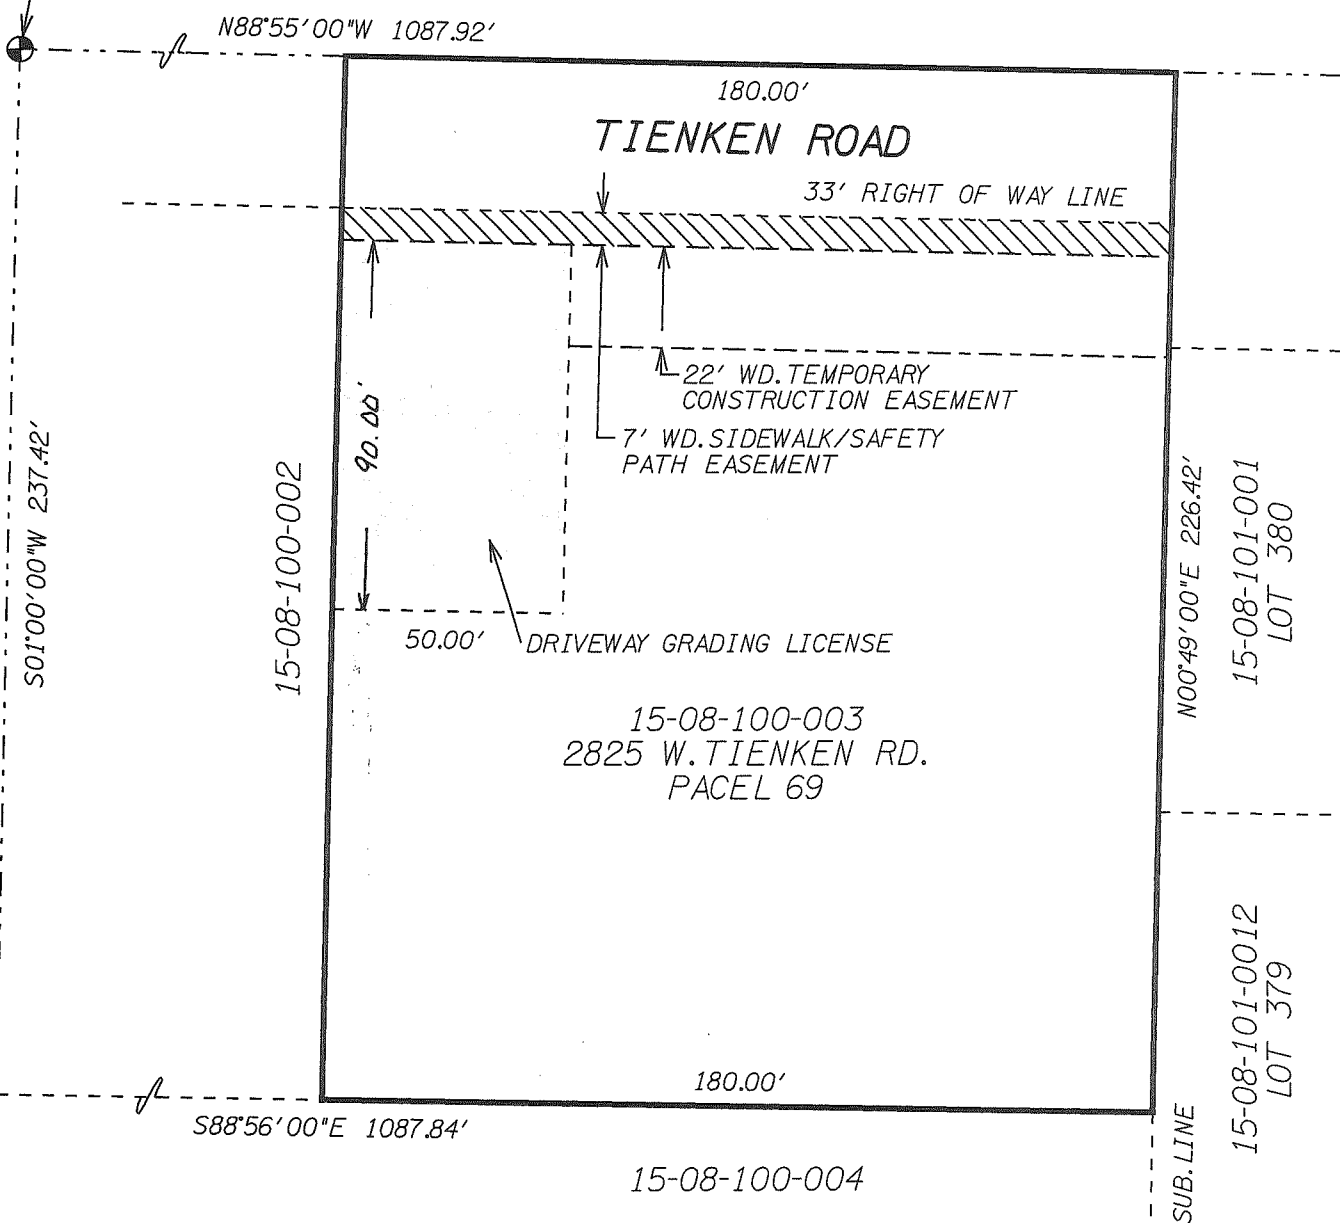 N88°55'00"W 1087.92'
180.00'
TIENKEN ROAD
33' RIGHT OF WAY LINE
22' WD. TEMPORARY
CONSTRUCTION EASEMENT
7' WD. SIDEWALK/SAFETY
PATH EASEMENT
90.00'
S01°00'00"W 237.42'
15-08-100-002
N00°49'00"E 226.42'
15-08-101-001
LOT 380
50.00'
DRIVEWAY GRADING LICENSE
15-08-100-003
2825 W. TIENKEN RD.
PACEL 69
15-08-101-0012
LOT 379
180.00'
S88°56'00"E 1087.84'
15-08-100-004
SUB. LINE